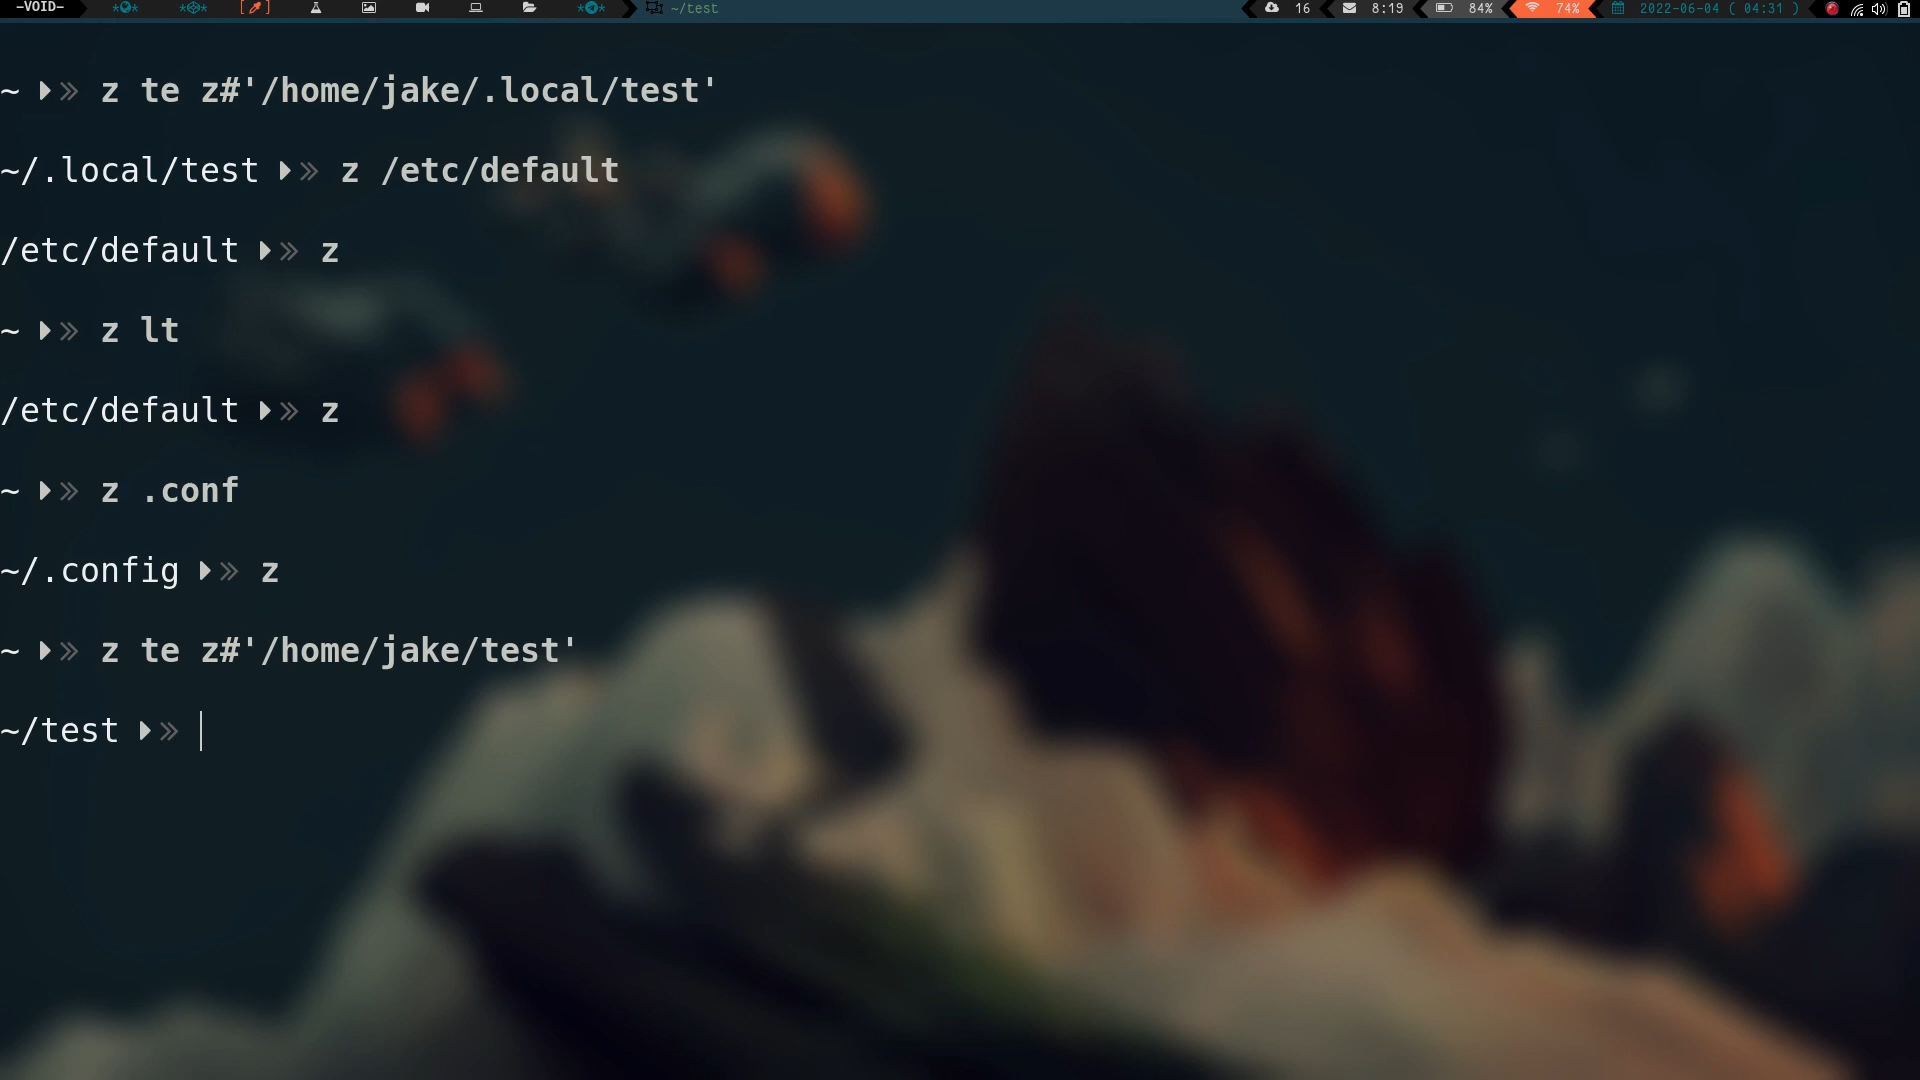 -VOID- ~/test 16 8:19 84% 74% 2022-06-04 ( 04:31 )
~ z te z#'/home/jake/.local/test'
~/.local/test z /etc/default
/etc/default z
~ z lt
/etc/default z
~ z .conf
~/.config z
~ z te z#'/home/jake/test'
~/test